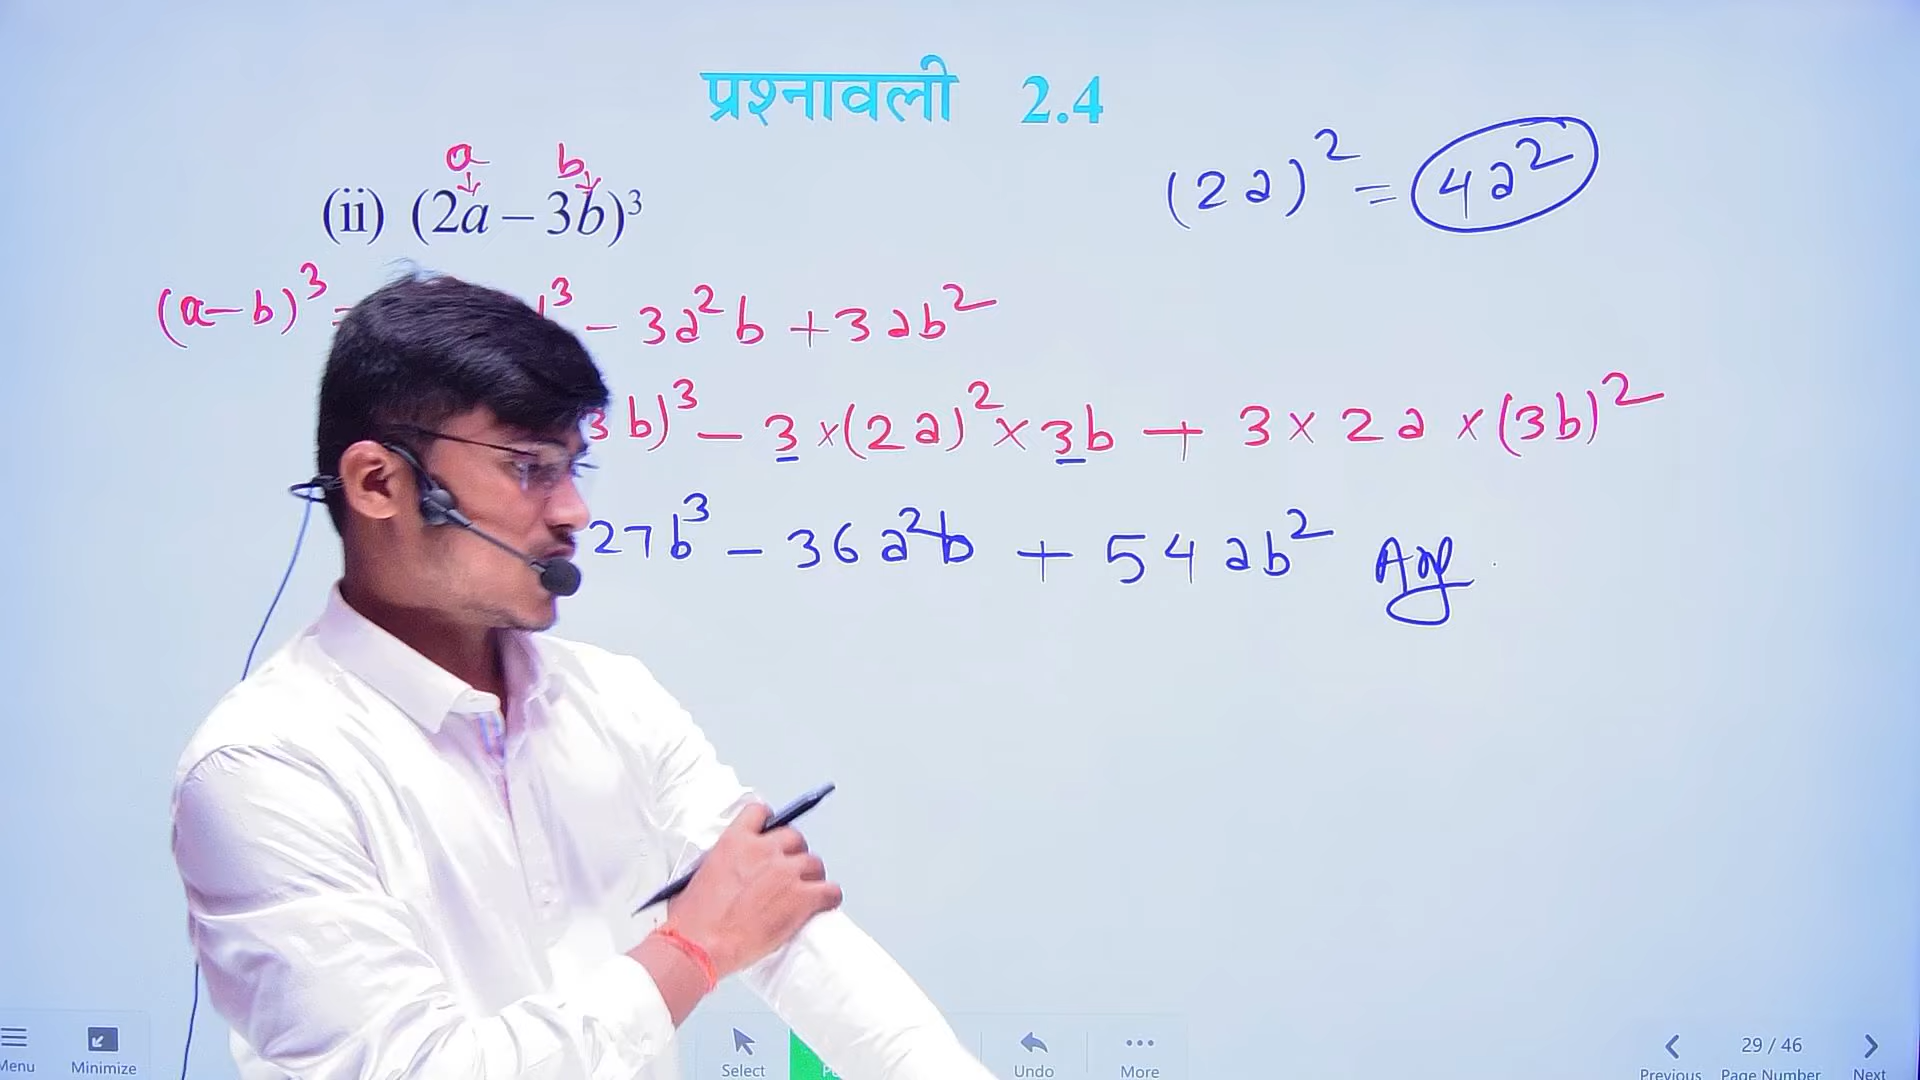 प्रश्नावली 2.4
(2a)² = 4a²
a b
(ii) (2a – 3b)³
(a-b)³ = b³ - 3a²b + 3ab²
3b)³ - 3×(2a)²×3b + 3×2a×(3b)²
27b³ - 36a²b + 54ab² Ans
Menu Minimize Select Undo More Previous 29 / 46 Page Number Next